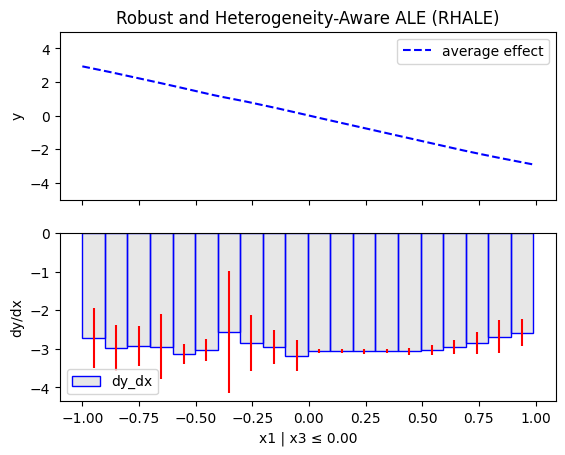 Robust and Heterogeneity-Aware ALE (RHALE)
4
2
0
−2
−4
y
average effect
0
−1
−2
−3
−4
dy/dx
dy_dx
−1.00 −0.75 −0.50 −0.25 0.00 0.25 0.50 0.75 1.00
x1 | x3 ≤ 0.00